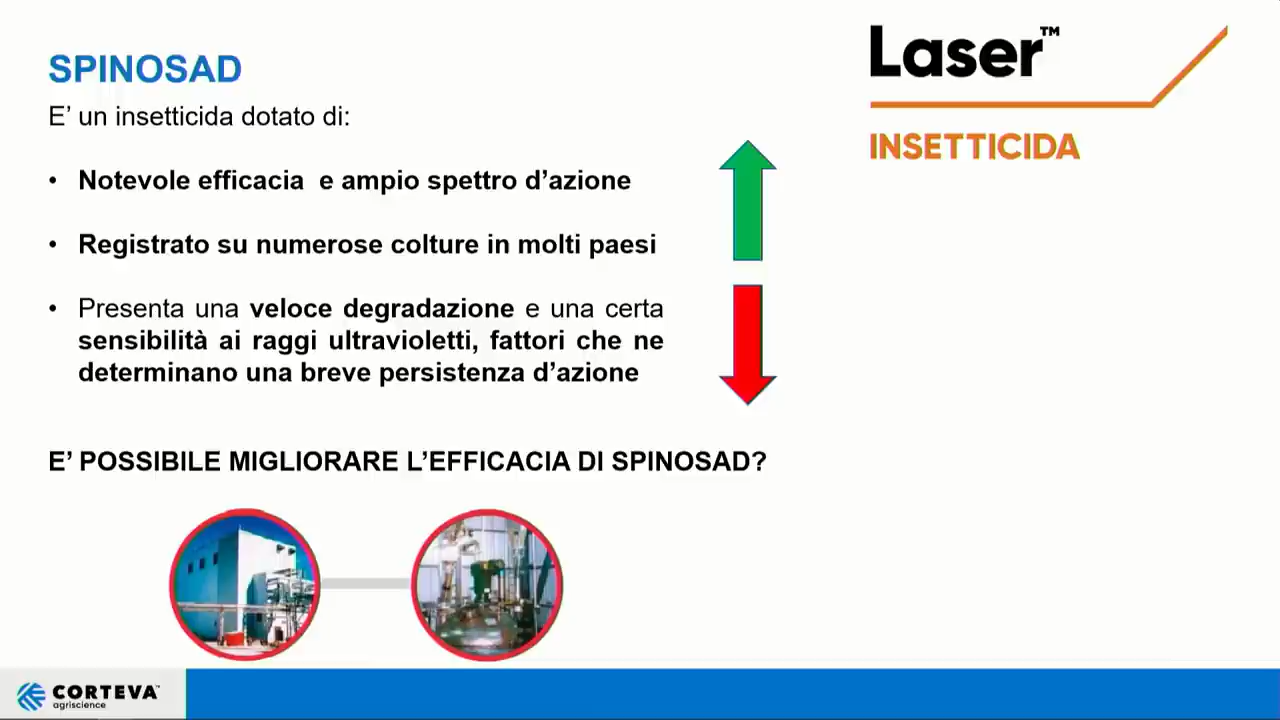 SPINOSAD
E’ un insetticida dotato di:
• Notevole efficacia e ampio spettro d’azione
• Registrato su numerose colture in molti paesi
• Presenta una veloce degradazione e una certa
sensibilità ai raggi ultravioletti, fattori che ne
determinano una breve persistenza d’azione
E’ POSSIBILE MIGLIORARE L’EFFICACIA DI SPINOSAD?
Laser™
INSETTICIDA
CORTEVA™
agriscience